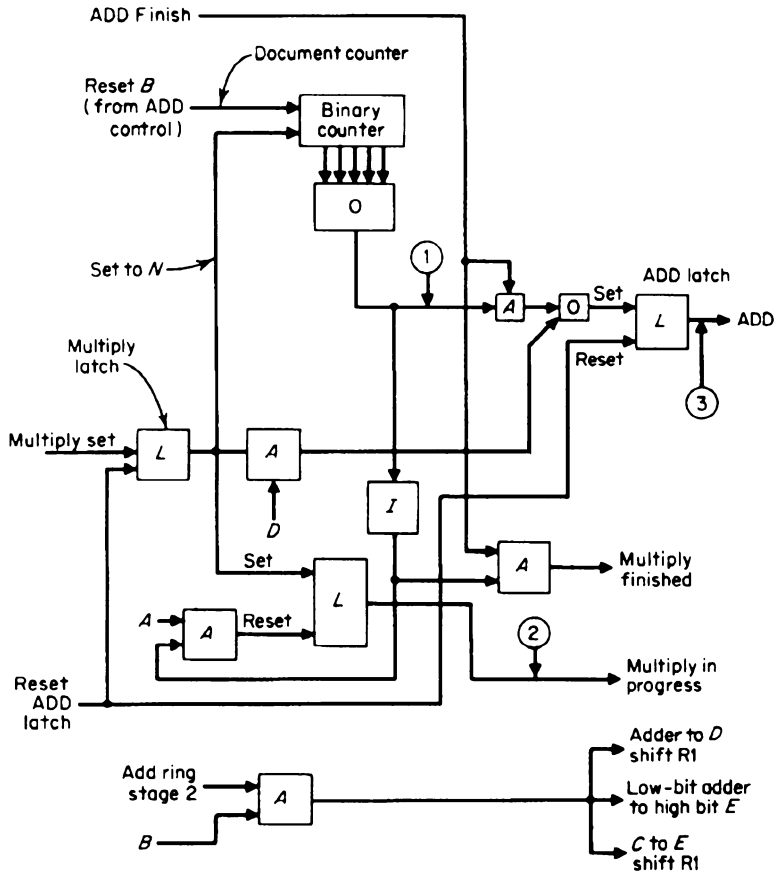 ADD Finish
Document counter
Reset B
(from ADD
control)
Binary
counter
O
Set to N
1
ADD latch
A
O
Set
L
ADD
Reset
3
Multiply
latch
Multiply set
L
A
D
I
Set
L
A
Multiply
finished
A
A
Reset
2
Multiply in
progress
Reset
ADD
latch
Adder to D
shift R1
Add ring
stage 2
A
Low-bit adder
to high bit E
B
C to E
shift R1